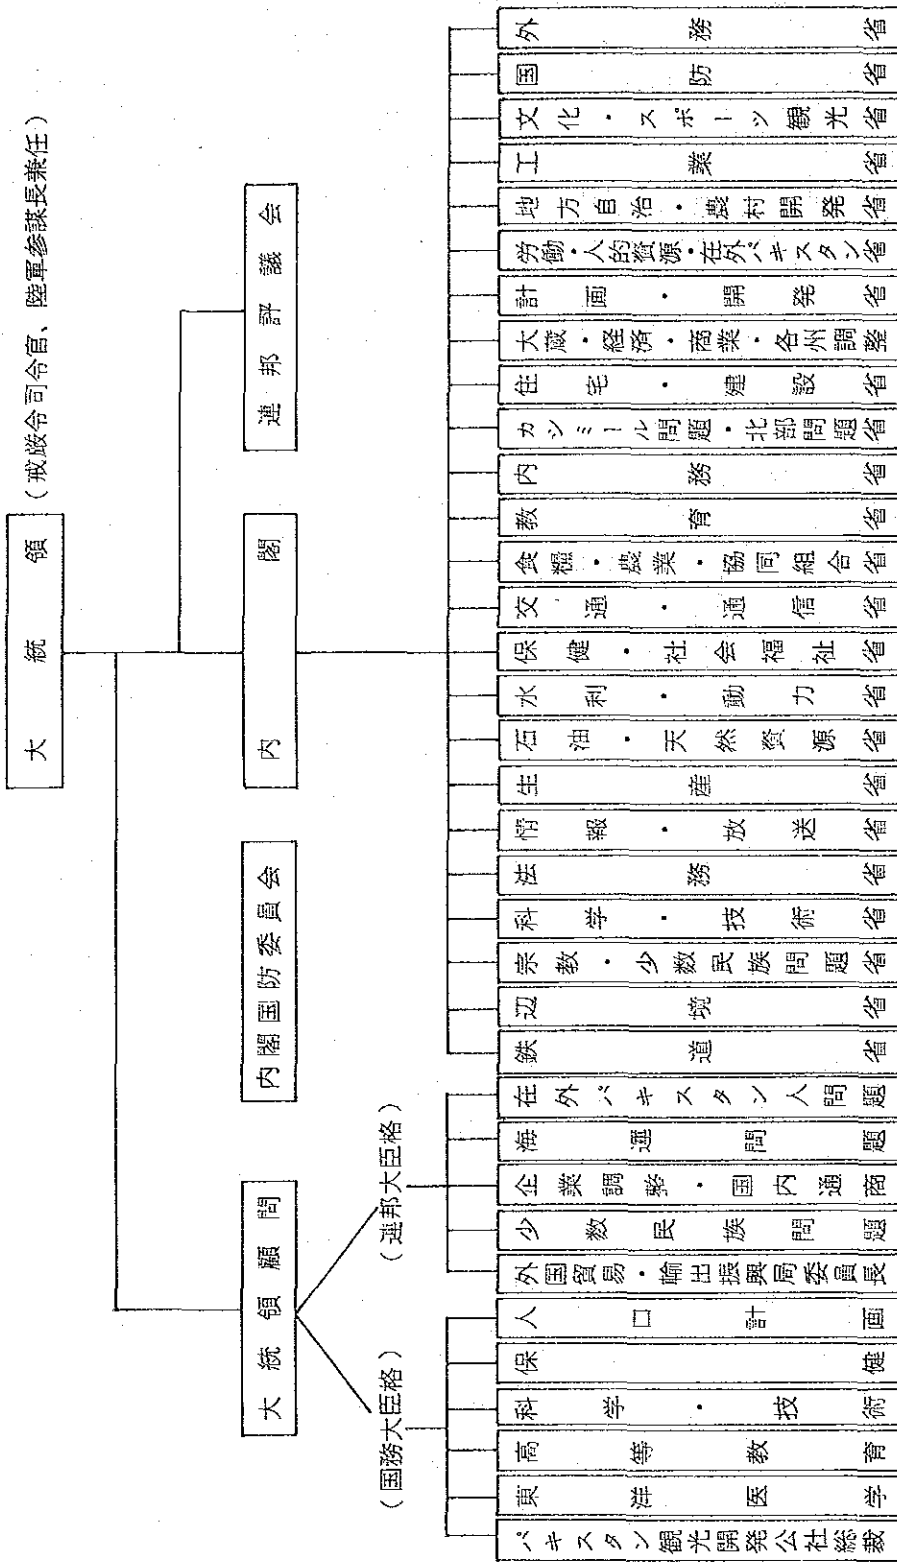 大統領
（戒厳令司令官、陸軍参謀長兼任）
大統領顧問
内閣国防委員会
内閣
連邦評議会
（国務大臣格）
（連邦大臣格）
パキスタン観光開発公社総裁
東洋医学
高等教育
科学・技術
保健
人口計画
外国貿易・輸出振興局委員長
少数民族問題
企業調整・国内通商
海運問題
在外パキスタン人問題
鉄道省
辺境省
宗教・少数民族問題省
科学・技術省
法務省
情報・放送省
生産省
石油・天然資源省
水利・動力省
保健・社会福祉省
交通・通信省
食糧・農業・協同組合省
教育省
内務省
カシミール問題・北部問題省
住宅・建設省
大蔵・経済・商業・各州調整
計画・開発省
労働・人的資源・在外パキスタン省
地方自治・農村開発省
工業省
文化・スポーツ観光省
国防省
外務省